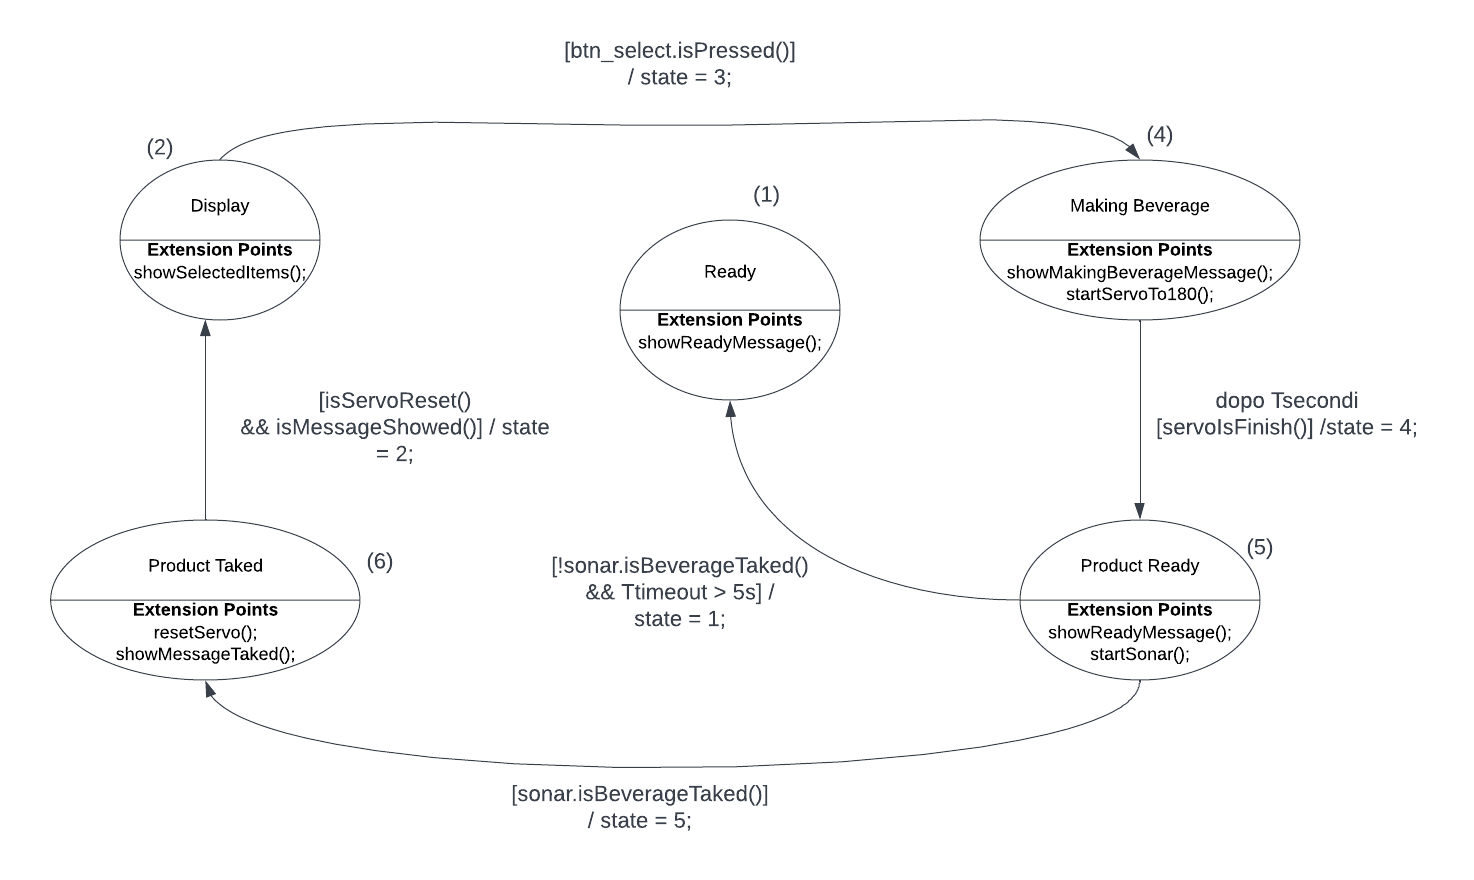 [btn_select.isPressed()]
/ state = 3;
(2)
Display
Extension Points
showSelectedItems();
(1)
Ready
Extension Points
showReadyMessage();
(4)
Making Beverage
Extension Points
showMakingBeverageMessage();
startServoTo180();
[isServoReset()
&& isMessageShowed()] / state
= 2;
dopo Tsecondi
[servoIsFinish()] /state = 4;
Product Taked
(6)
Extension Points
resetServo();
showMessageTaked();
[!sonar.isBeverageTaked()
&& Ttimeout > 5s] /
state = 1;
(5)
Product Ready
Extension Points
showReadyMessage();
startSonar();
[sonar.isBeverageTaked()]
/ state = 5;